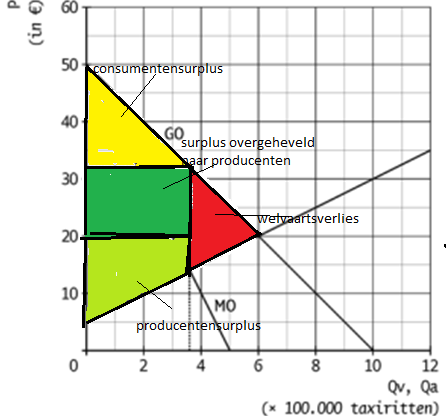 P
(in €)
60
50
40
30
20
10
0
2
4
6
8
10
12
consumentensurplus
GO
surplus overgeheveld
naar producenten
welvaartsverlies
MO
producentensurplus
Qv, Qa
(× 100.000 taxiritten)